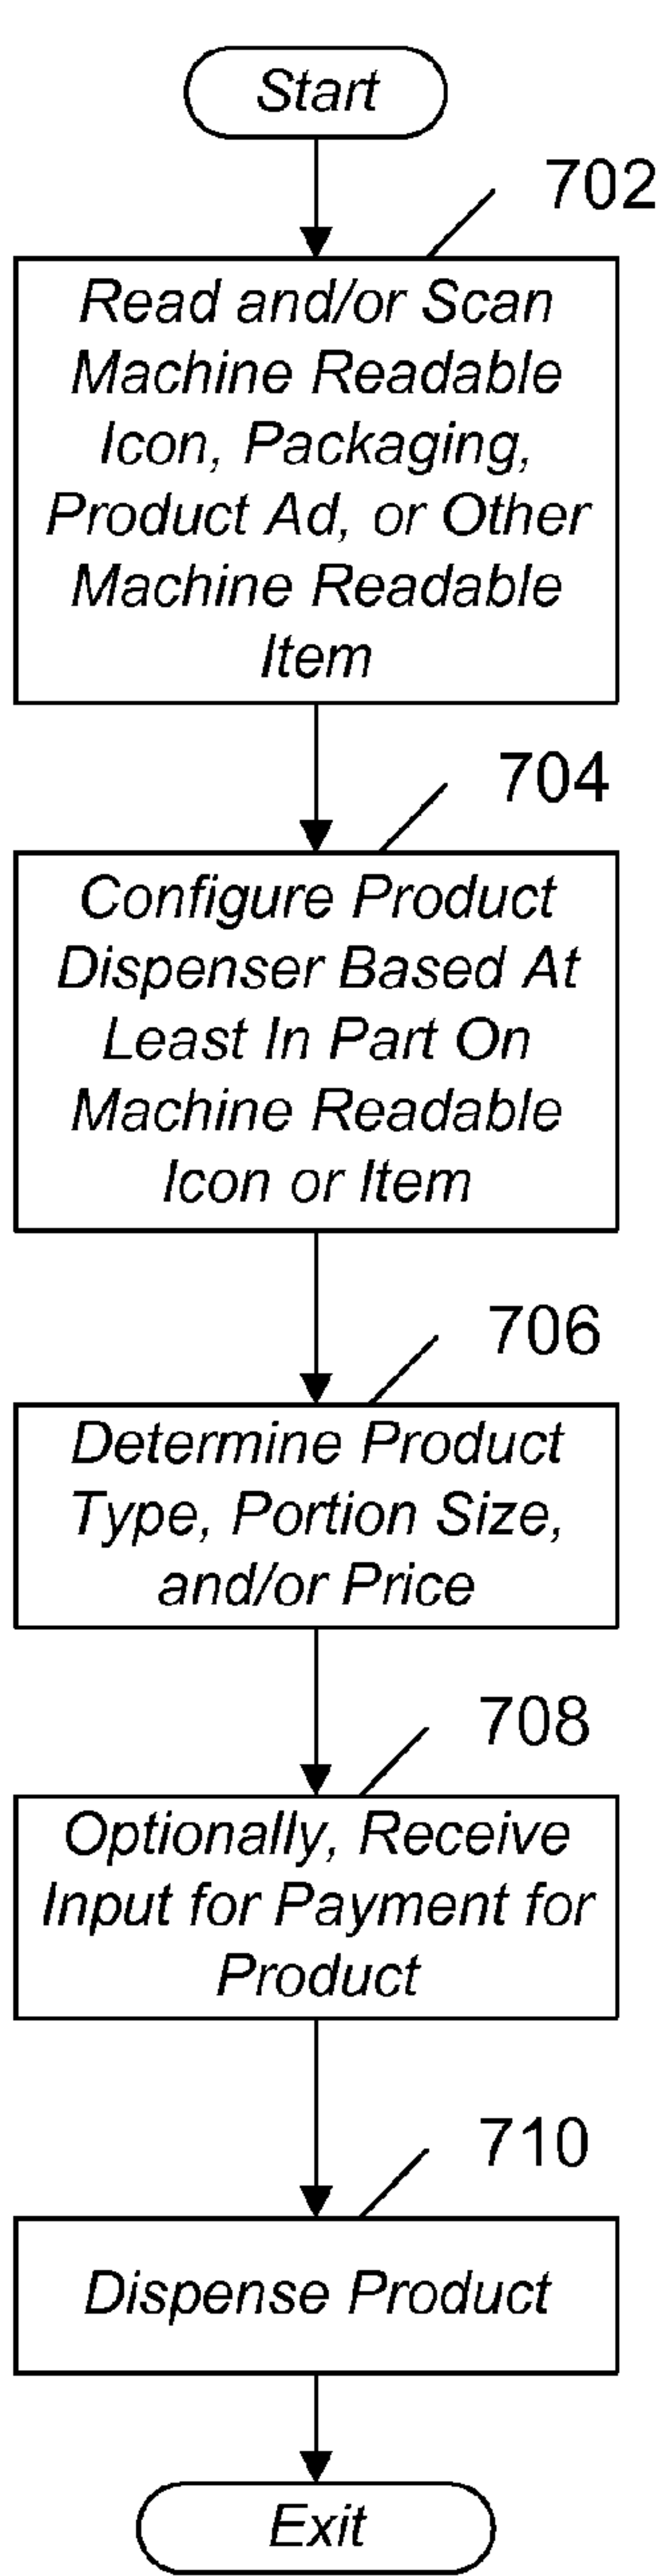 Start
702
Read and/or Scan
Machine Readable
Icon, Packaging,
Product Ad, or Other
Machine Readable
Item
704
Configure Product
Dispenser Based At
Least In Part On
Machine Readable
Icon or Item
706
Determine Product
Type, Portion Size,
and/or Price
708
Optionally, Receive
Input for Payment for
Product
710
Dispense Product
Exit